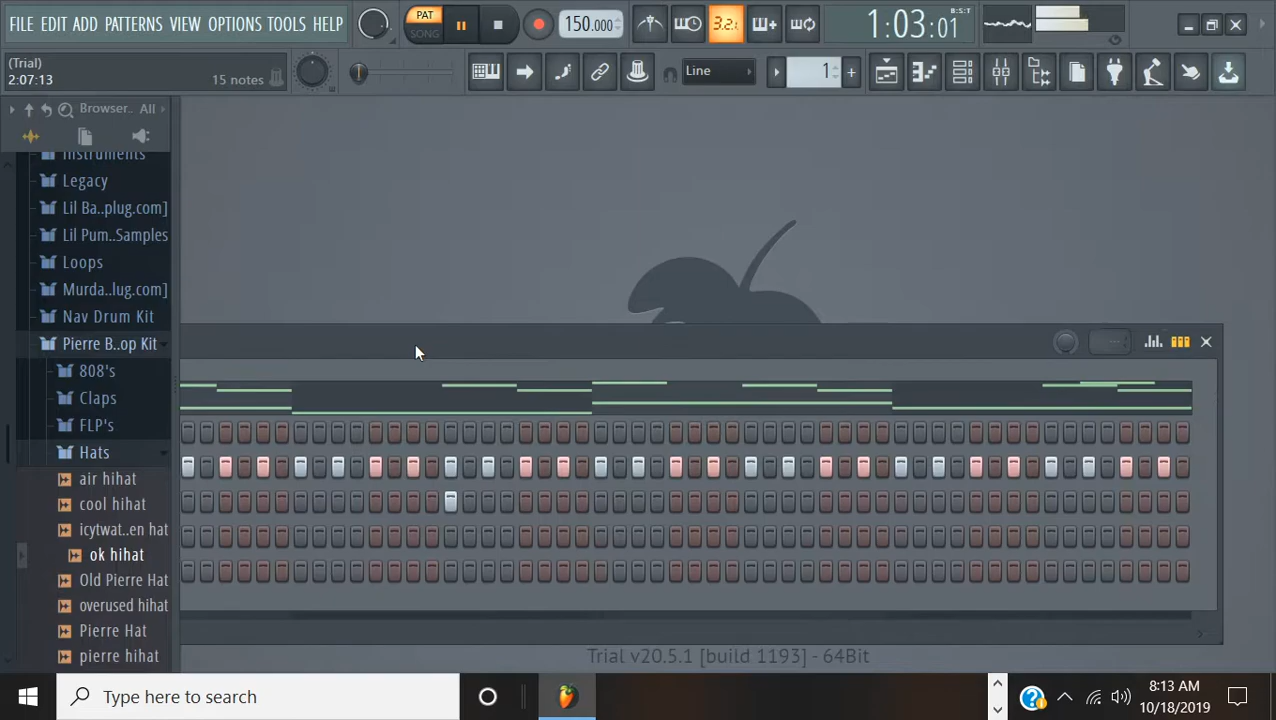 FILE EDIT ADD PATTERNS VIEW OPTIONS TOOLS HELP
PAT
SONG
150.000
3.2.
1:03:01 B:S:T
(Trial)
2:07:13 15 notes
Line
1
Browser.. All
Instruments
Legacy
Lil Ba..plug.com]
Lil Pum..Samples
Loops
Murda..lug.com]
Nav Drum Kit
Pierre B..op Kit
808's
Claps
FLP's
Hats
air hihat
cool hihat
icytwat..en hat
ok hihat
Old Pierre Hat
overused hihat
Pierre Hat
pierre hihat
Trial v20.5.1 [build 1193] - 64Bit
Type here to search
8:13 AM
10/18/2019